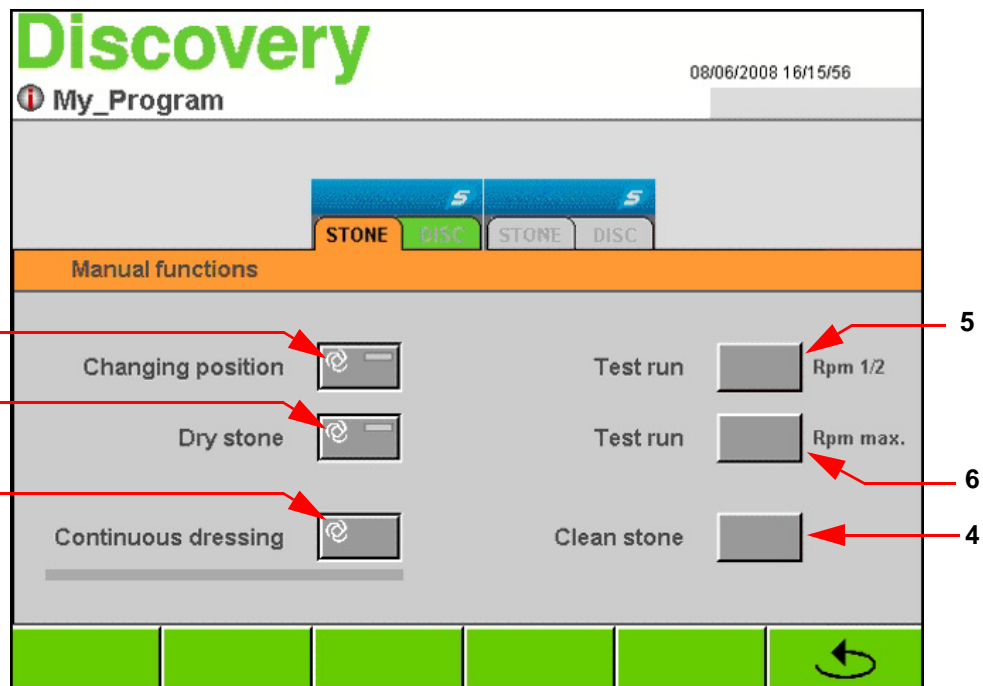 Discovery
08/06/2008 16/15/56
My_Program
S S
STONE DISC STONE DISC
Manual functions
5
Changing position Test run Rpm 1/2
Dry stone Test run Rpm max.
6
Continuous dressing Clean stone 4